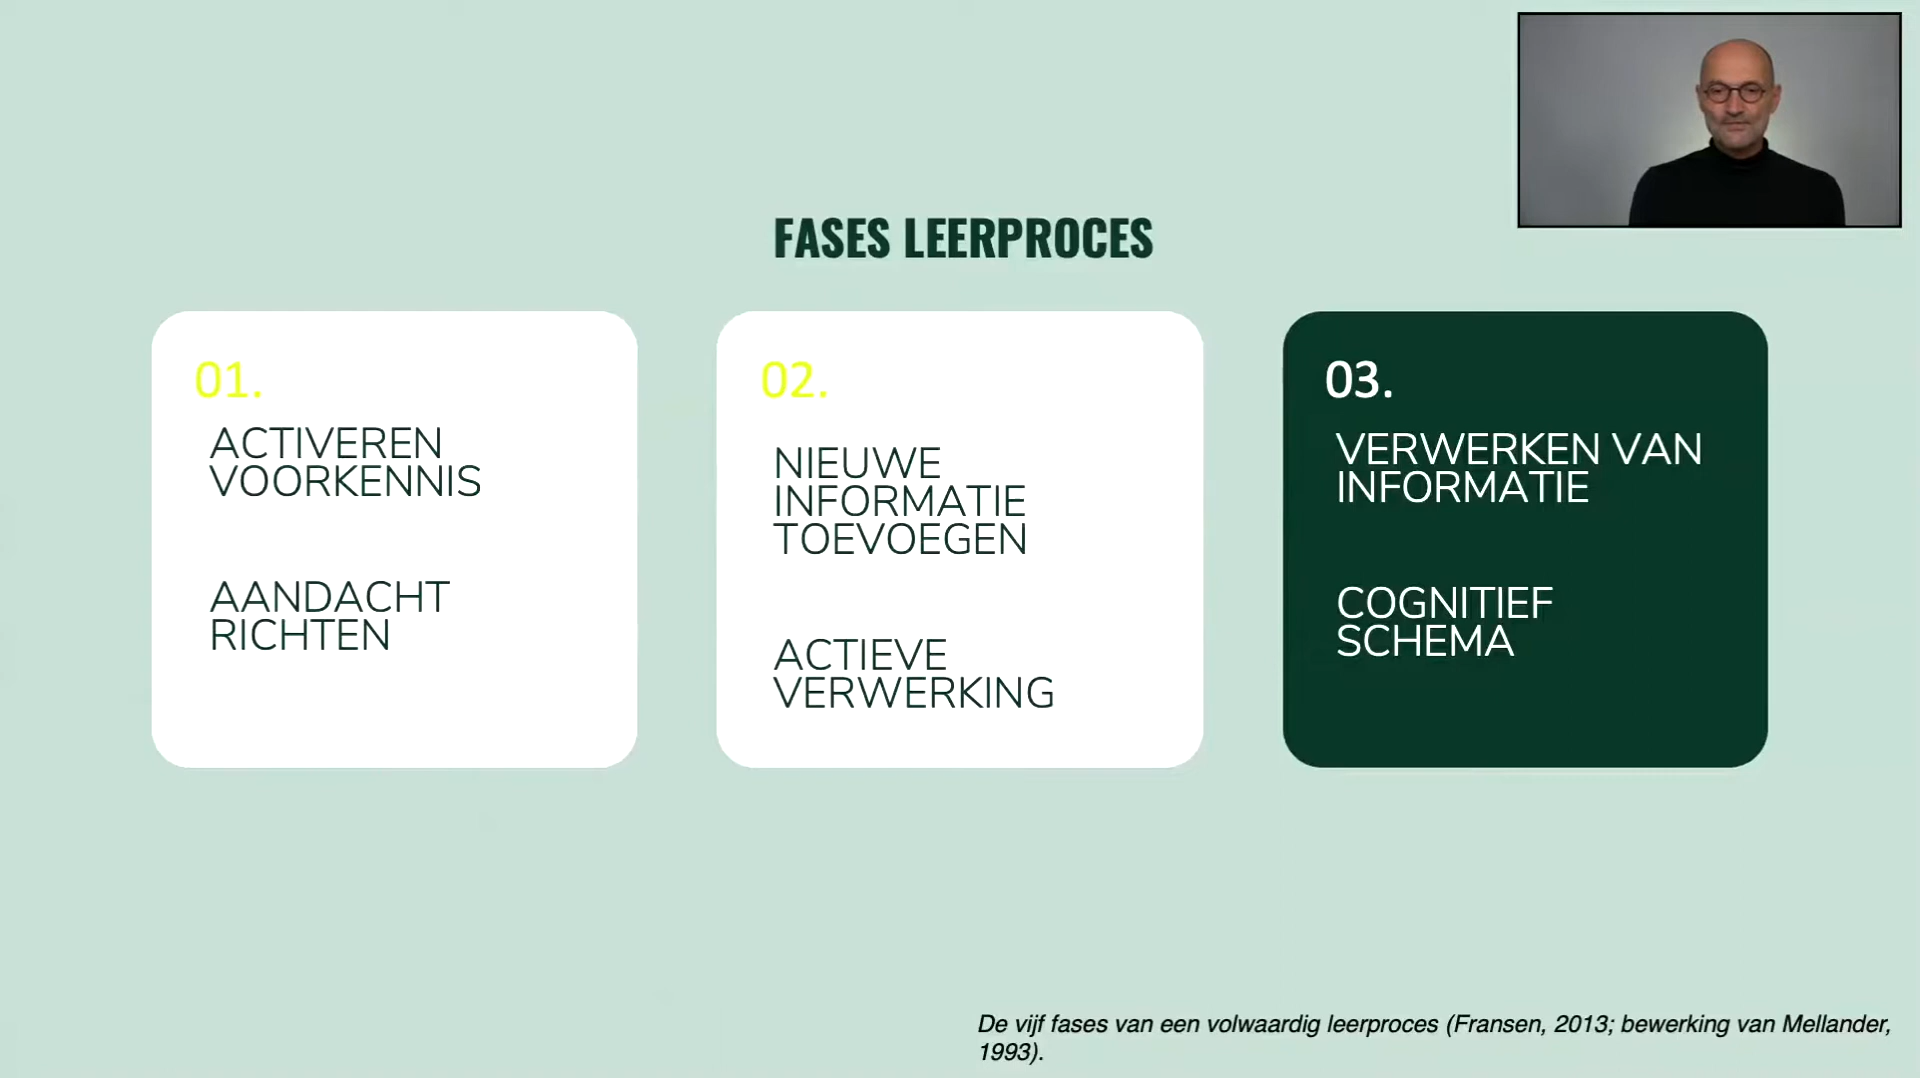 FASES LEERPROCES
01.
ACTIVEREN
VOORKENNIS
AANDACHT
RICHTEN
02.
NIEUWE
INFORMATIE
TOEVOEGEN
ACTIEVE
VERWERKING
03.
VERWERKEN VAN
INFORMATIE
COGNITIEF
SCHEMA
De vijf fases van een volwaardig leerproces (Fransen, 2013; bewerking van Mellander,
1993).